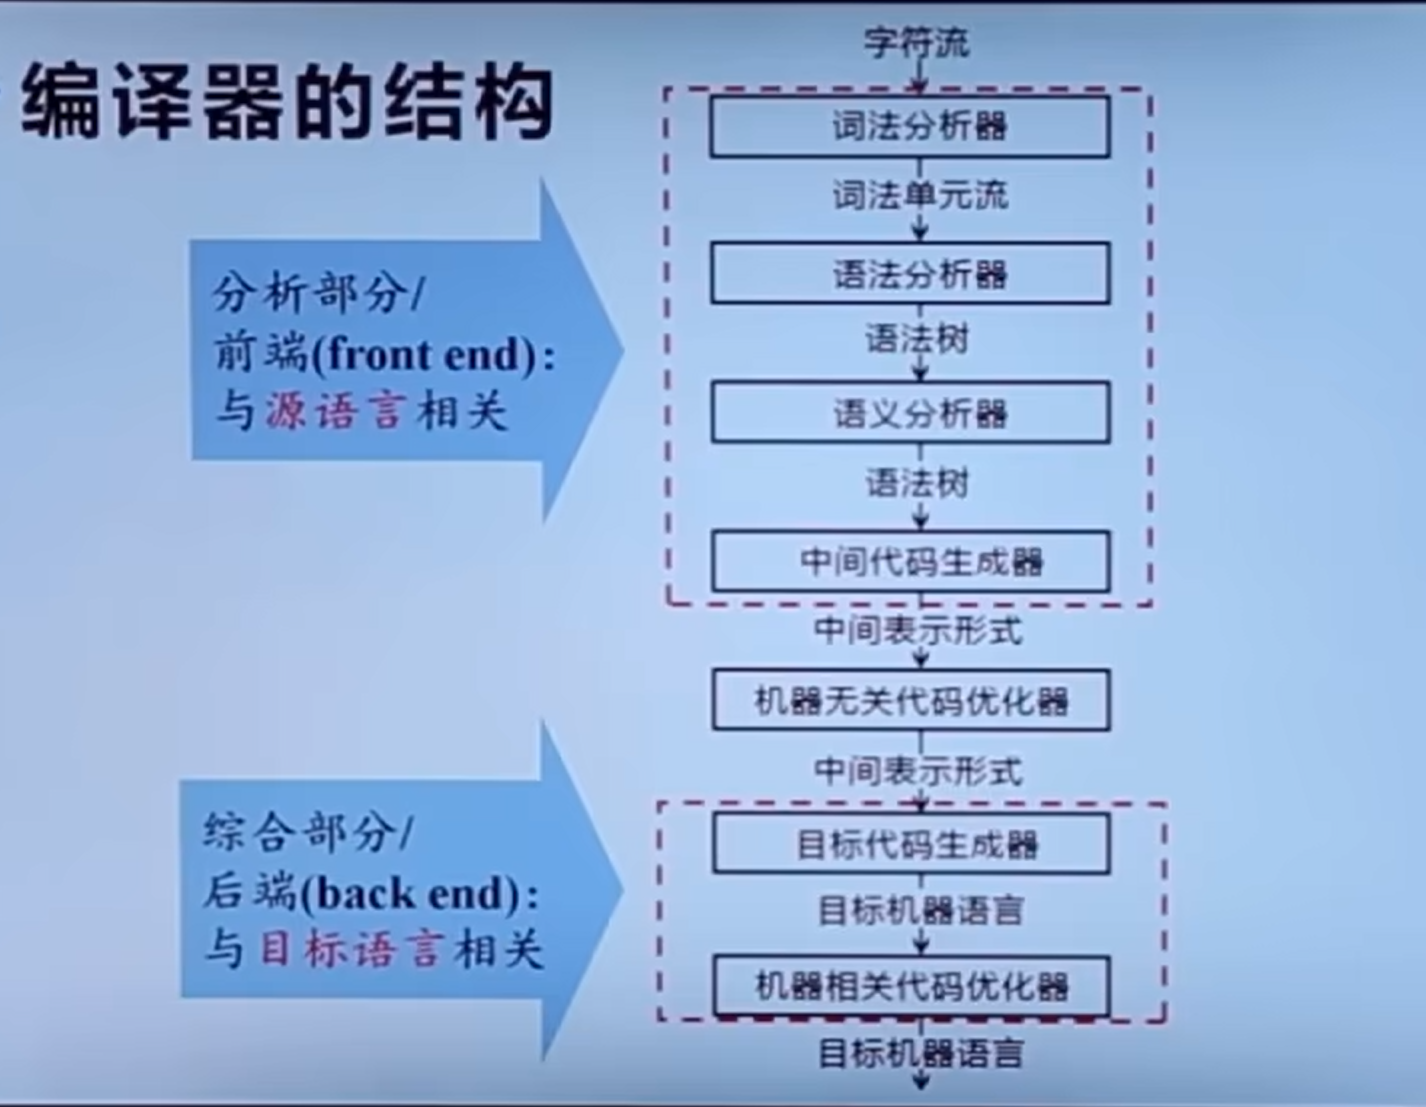 编译器的结构
字符流
词法分析器
词法单元流
语法分析器
语法树
语义分析器
语法树
中间代码生成器
中间表示形式
机器无关代码优化器
中间表示形式
目标代码生成器
目标机器语言
机器相关代码优化器
目标机器语言
分析部分/
前端(front end):
与源语言相关
综合部分/
后端(back end):
与目标语言相关